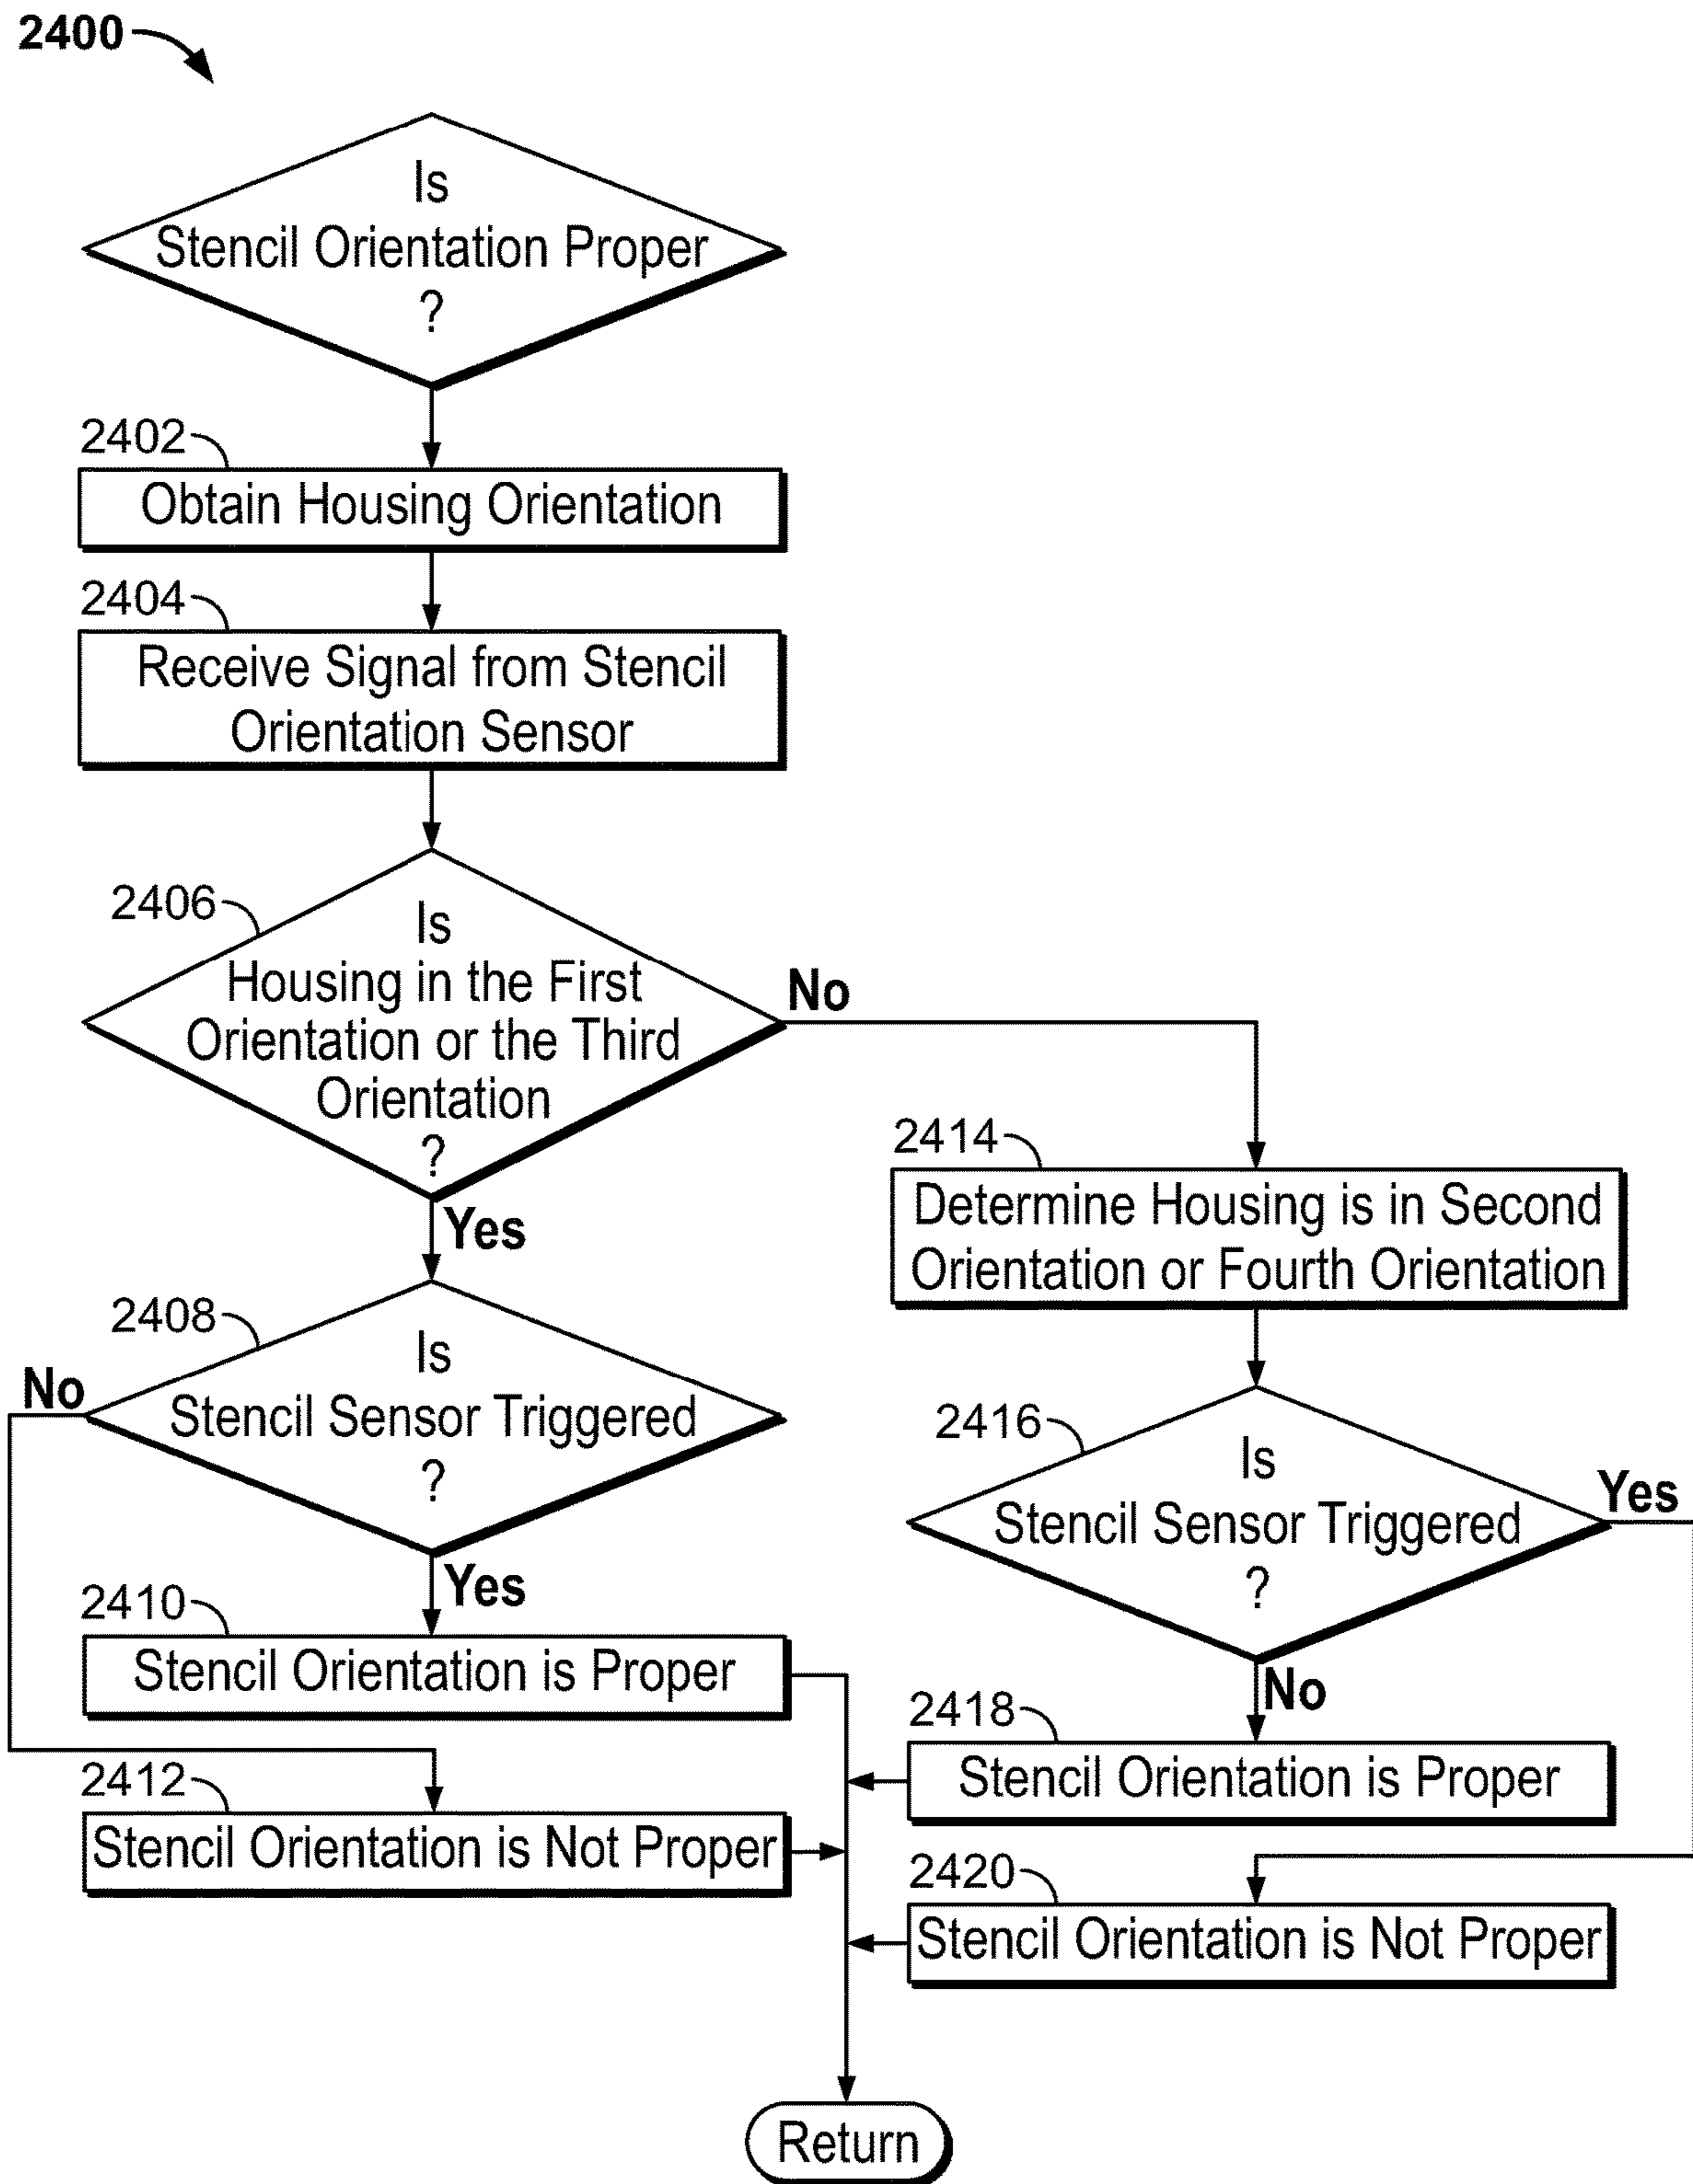 2400
Is
Stencil Orientation Proper
?
2402
Obtain Housing Orientation
2404
Receive Signal from Stencil
Orientation Sensor
2406
Is
Housing in the First
Orientation or the Third
Orientation
?
No
Yes
2408
Is
Stencil Sensor Triggered
?
No
Yes
2410
Stencil Orientation is Proper
2412
Stencil Orientation is Not Proper
2414
Determine Housing is in Second
Orientation or Fourth Orientation
2416
Is
Stencil Sensor Triggered
?
Yes
No
2418
Stencil Orientation is Proper
2420
Stencil Orientation is Not Proper
Return